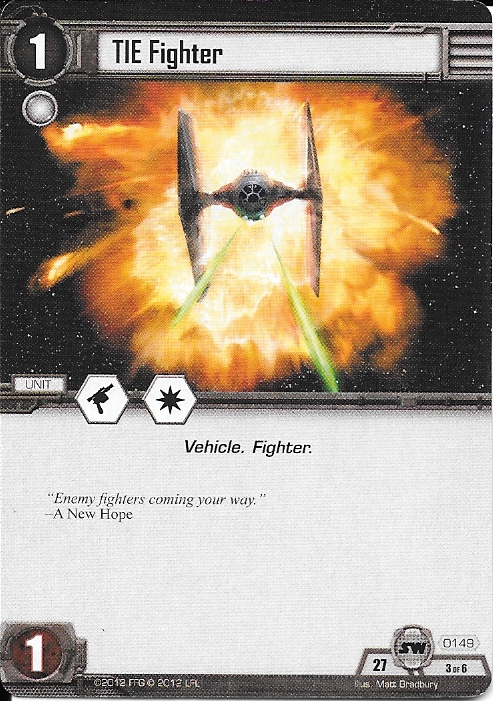 1
TIE Fighter
UNIT
Vehicle. Fighter.
“Enemy fighters coming your way.”
–A New Hope
1
SW
0149
27
3 OF 6
©2012 FFG © 2012 LFL
Illus. Matt Bradbury